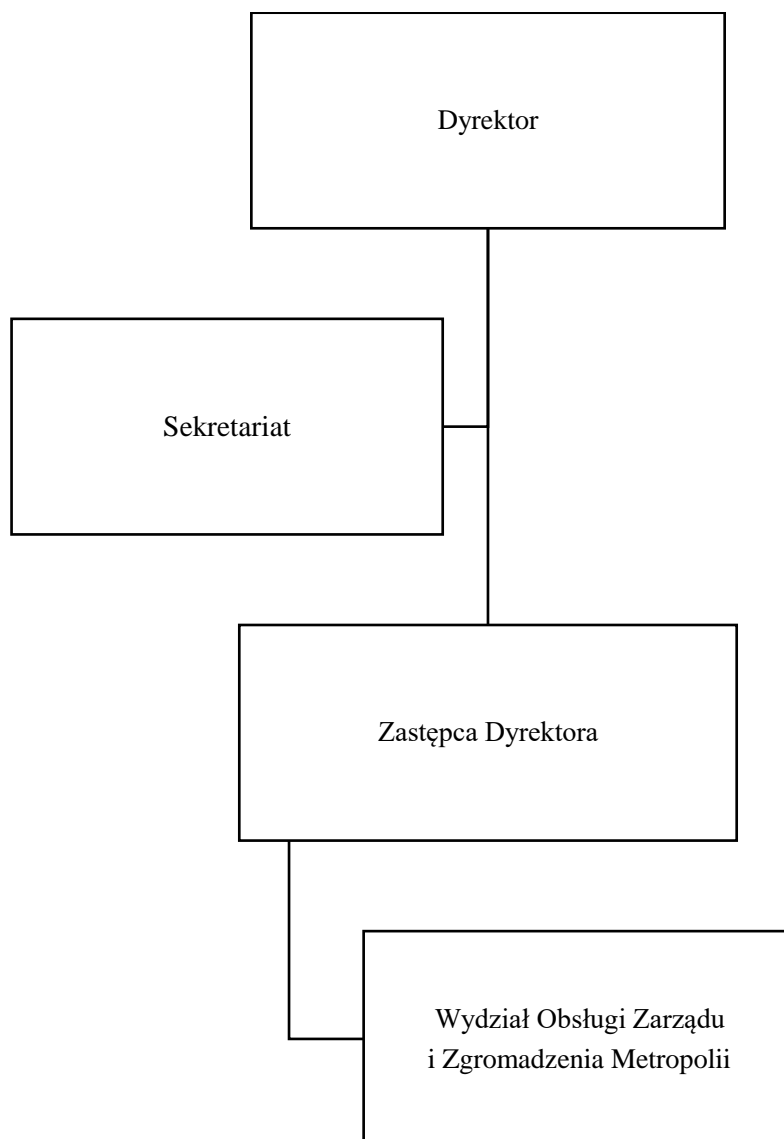 Dyrektor
Sekretariat
Zastępca Dyrektora
Wydział Obsługi Zarządu
i Zgromadzenia Metropolii